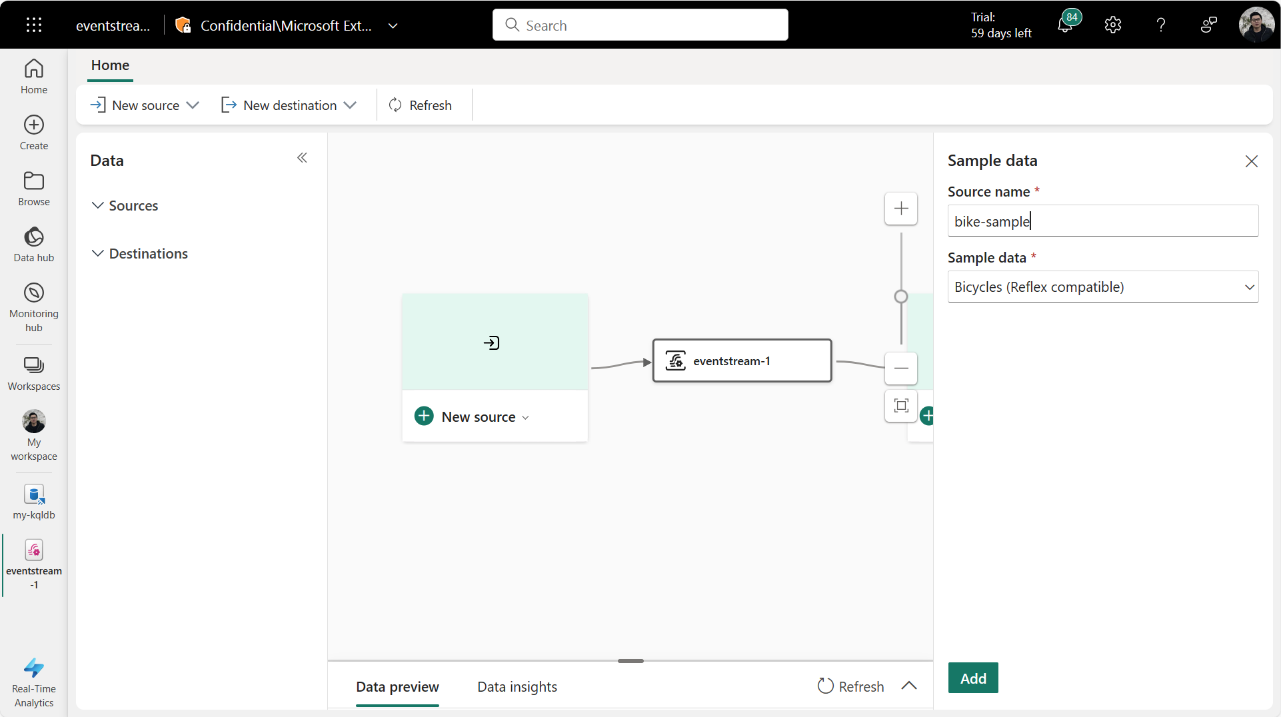 eventstrea...
Confidential\Microsoft Ext...
Search
Trial:
59 days left
84
Home
Create
Browse
Data hub
Monitoring
hub
Workspaces
My
workspace
my-kqldb
eventstream
-1
Real-Time
Analytics
Home
New source
New destination
Refresh
Data
Sources
Destinations
New source
eventstream-1
Data preview
Data insights
Refresh
Sample data
Source name *
bike-sample
Sample data *
Bicycles (Reflex compatible)
Add